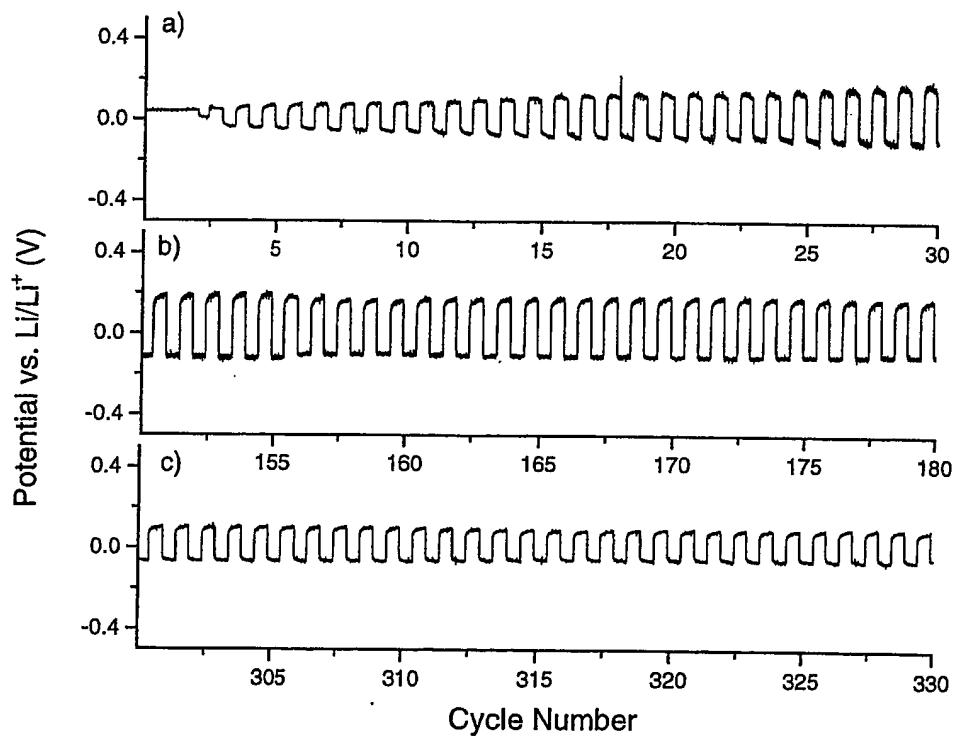 Potential vs. Li/Li⁺ (V)
a)
0.4
0.0
-0.4
5 10 15 20 25 30
b)
0.4
0.0
-0.4
155 160 165 170 175 180
c)
0.4
0.0
-0.4
305 310 315 320 325 330
Cycle Number